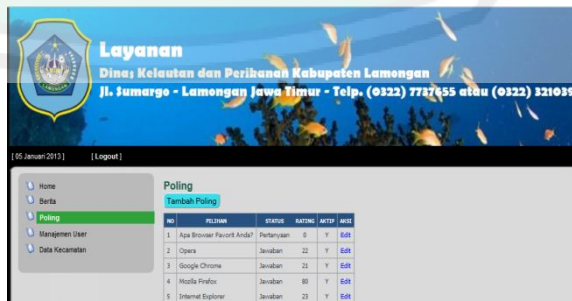 Layanan
Dinas Kelautan dan Perikanan Kabupaten Lamongan
Jl. Sumargo - Lamongan Jawa Timur - Telp. (0322) 7737655 atau (0322) 321039
LAMONGAN
[ 05 Januari 2013 ] [ Logout ]
Home
Berita
Poling
Manajemen User
Data Kecamatan
Poling
Tambah Poling
NO PILIHAN STATUS RATING AKTIF AKSI
1 Apa Browser Favorit Anda? Pertanyaan 0 Y Edit
2 Opera Jawaban 22 Y Edit
3 Google Chrome Jawaban 21 Y Edit
4 Mozilla Firefox Jawaban Y Edit
5 Internet Explorer Jawaban 23 Y Edit